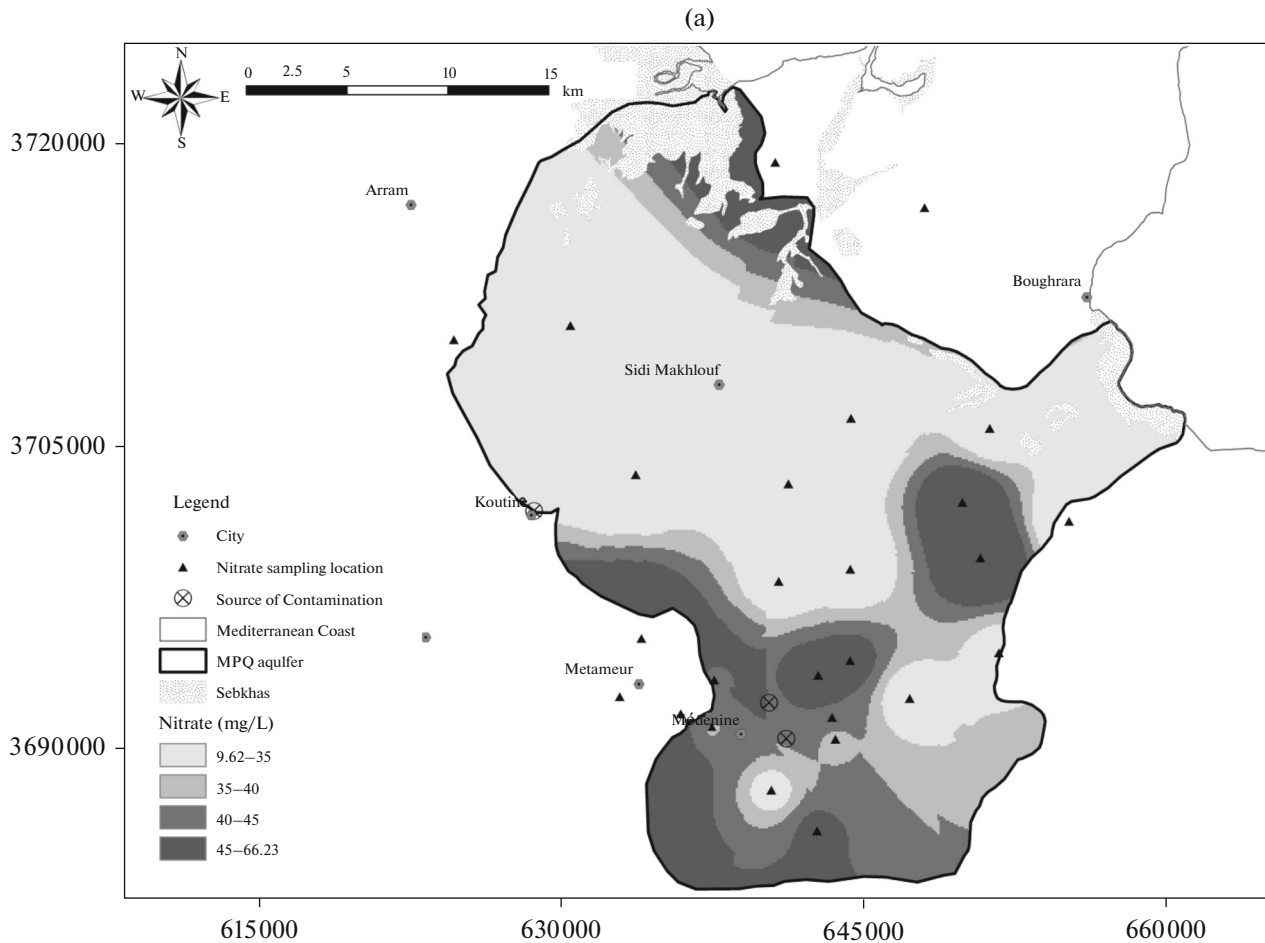 (a)
N
W E
S
0 2.5 5 10 15
km
3720000
3705000
3690000
Arram
Boughrara
Sidi Makhlouf
Koutine
Metameur
Médenine
Legend
City
Nitrate sampling location
Source of Contamination
Mediterranean Coast
MPQ aqulfer
Sebkhas
Nitrate (mg/L)
9.62–35
35–40
40–45
45–66.23
615000 630000 645000 660000